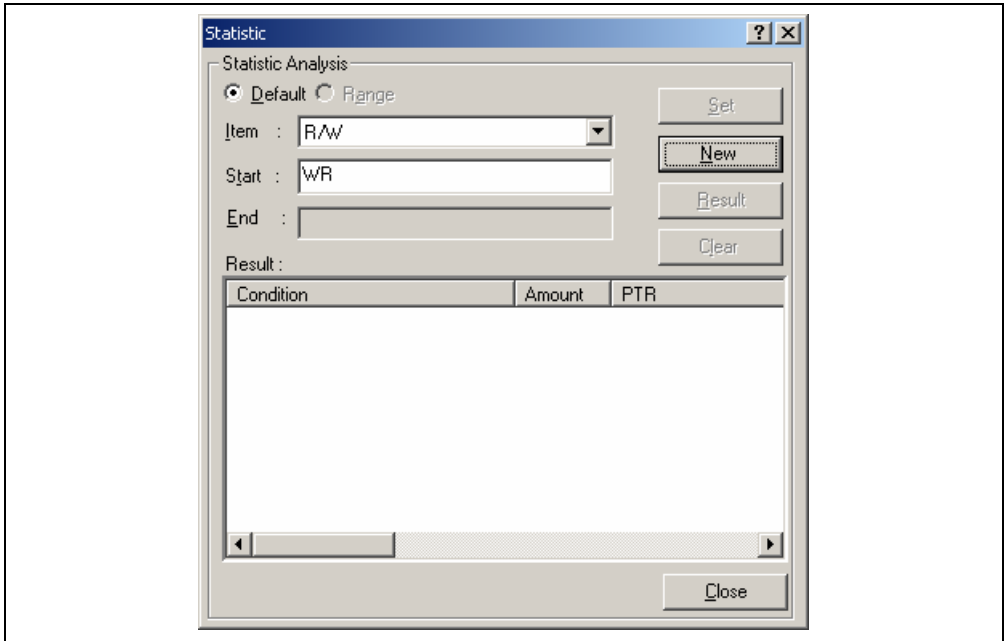 Statistic
Statistic Analysis
Default Range
Set
Item : R/W
New
Start : WR
Result
End :
Clear
Result :
Condition Amount PTR
Close